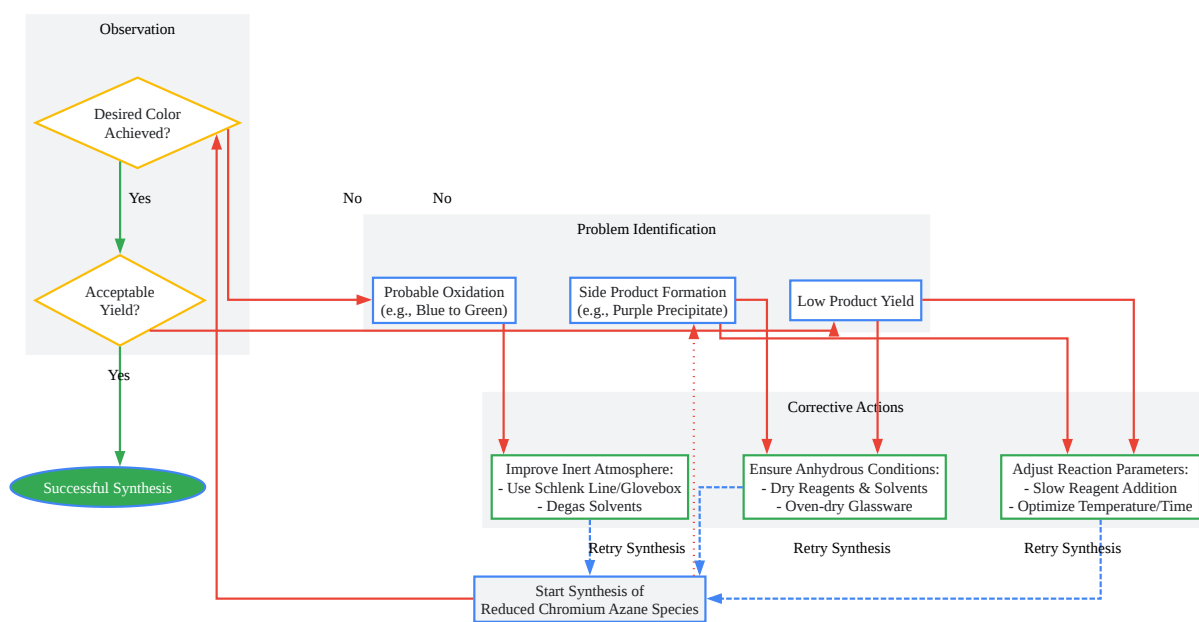 Observation
Desired Color
Achieved?
Yes
No
No
Problem Identification
Acceptable
Yield?
Probable Oxidation
(e.g., Blue to Green)
Side Product Formation
(e.g., Purple Precipitate)
Low Product Yield
Yes
Corrective Actions
Successful Synthesis
Improve Inert Atmosphere:
- Use Schlenk Line/Glovebox
- Degas Solvents
Ensure Anhydrous Conditions:
- Dry Reagents & Solvents
- Oven-dry Glassware
Adjust Reaction Parameters:
- Slow Reagent Addition
- Optimize Temperature/Time
Retry Synthesis
Retry Synthesis
Retry Synthesis
Start Synthesis of
Reduced Chromium Azane Species